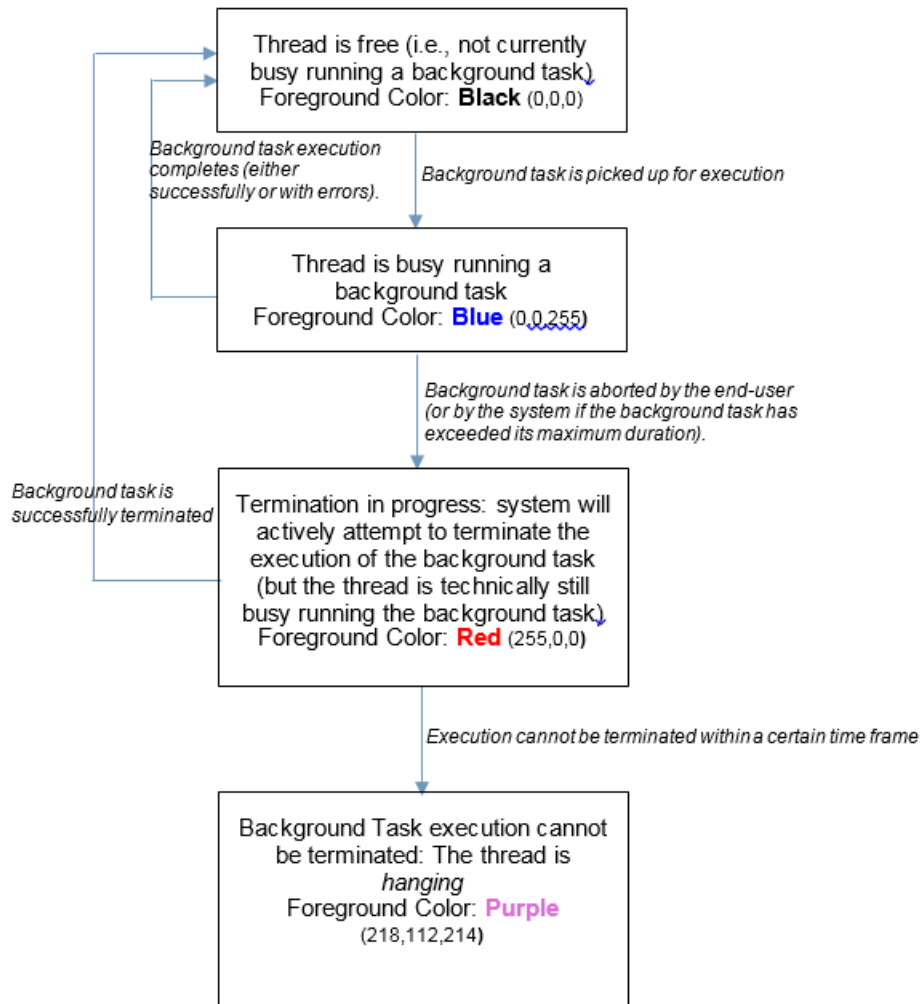 Thread is free (i.e., not currently
busy running a background task)
Foreground Color: Black (0,0,0)
Background task execution
completes (either
successfully or with errors).
Background task is picked up for execution
Thread is busy running a
background task
Foreground Color: Blue (0,0,255)
Background task is aborted by the end-user
(or by the system if the background task has
exceeded its maximum duration).
Background task is
successfully terminated
Termination in progress: system will
actively attempt to terminate the
execution of the background task
(but the thread is technically still
busy running the background task)
Foreground Color: Red (255,0,0)
Execution cannot be terminated within a certain time frame
Background Task execution cannot
be terminated: The thread is
hanging
Foreground Color: Purple
(218,112,214)